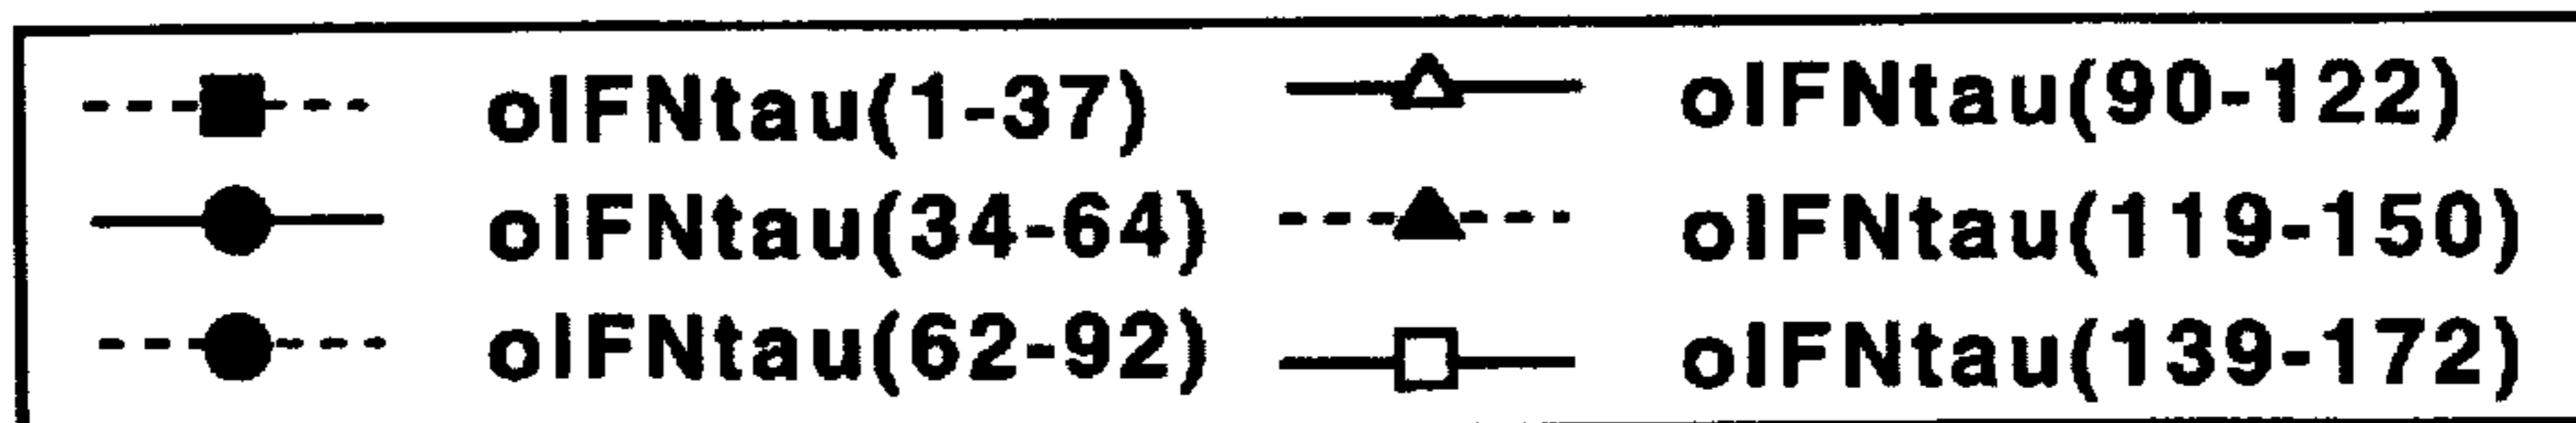 oIFNtau(1-37)
oIFNtau(34-64)
oIFNtau(62-92)
oIFNtau(90-122)
oIFNtau(119-150)
oIFNtau(139-172)